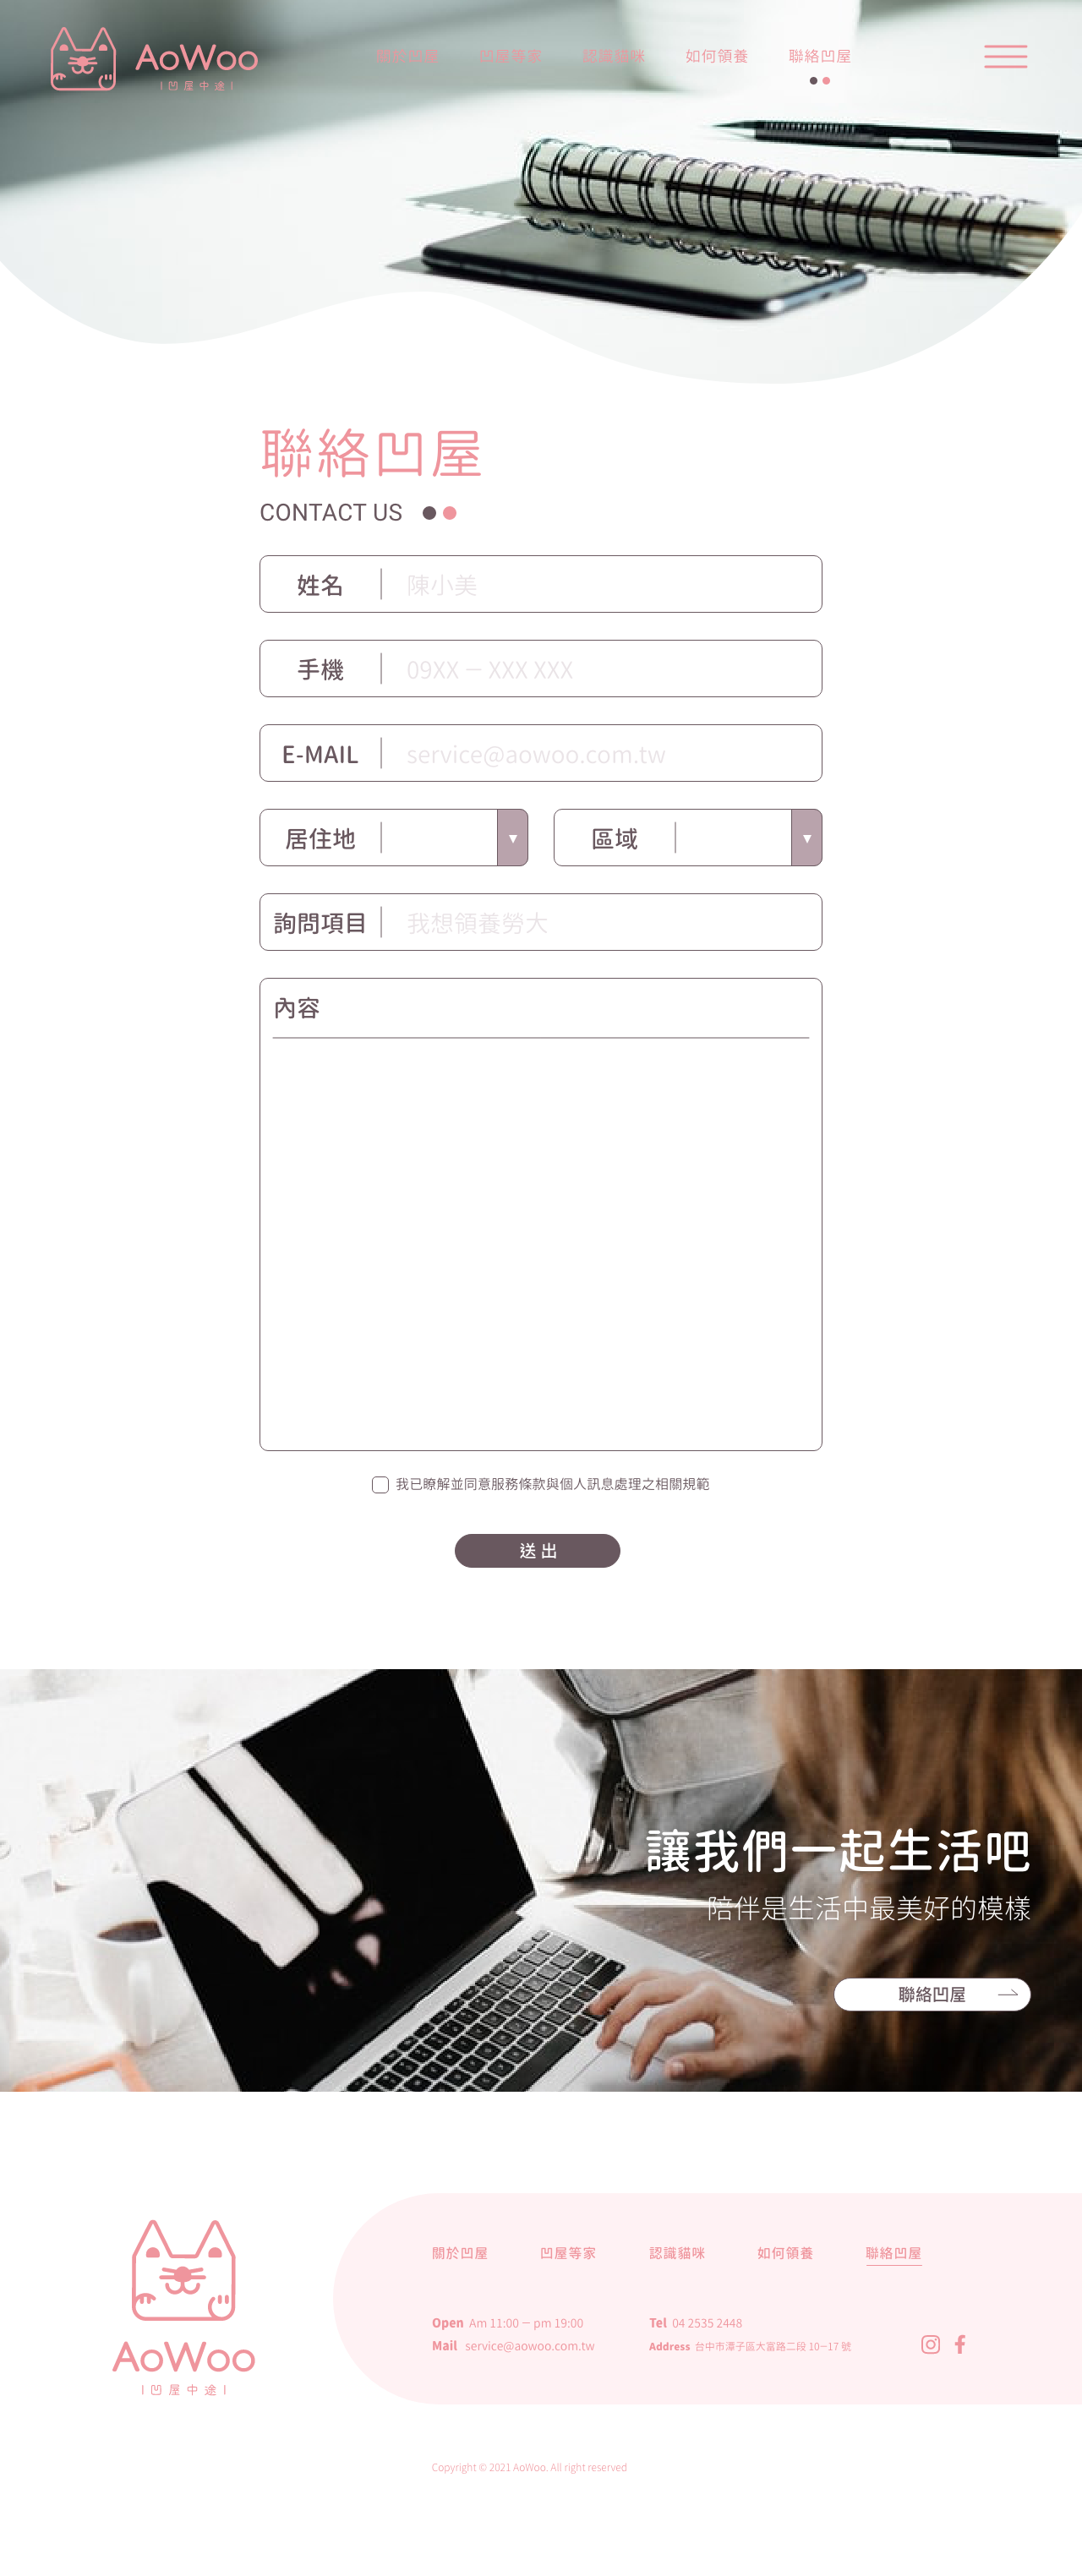 AoWoo
凹屋中途
關於凹屋 凹屋等家 認識貓咪 如何領養 聯絡凹屋
聯絡凹屋
CONTACT US
姓名 陳小美
手機 09XX — XXX XXX
E-MAIL service@aowoo.com.tw
居住地 ▼ 區域 ▼
詢問項目 我想領養勞大
內容
我已瞭解並同意服務條款與個人訊息處理之相關規範
送出
讓我們一起生活吧
陪伴是生活中最美好的模樣
聯絡凹屋
關於凹屋 凹屋等家 認識貓咪 如何領養 聯絡凹屋
Open Am 11:00 — pm 19:00 Tel 04 2535 2448
Mail service@aowoo.com.tw Address 台中市潭子區大富路二段 10—17 號
AoWoo
凹屋中途
Copyright © 2021 AoWoo. All right reserved